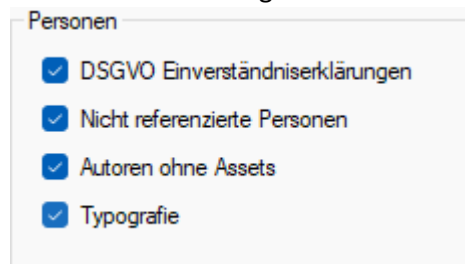 Personen
DSGVO Einverständniserklärungen
Nicht referenzierte Personen
Autoren ohne Assets
Typografie